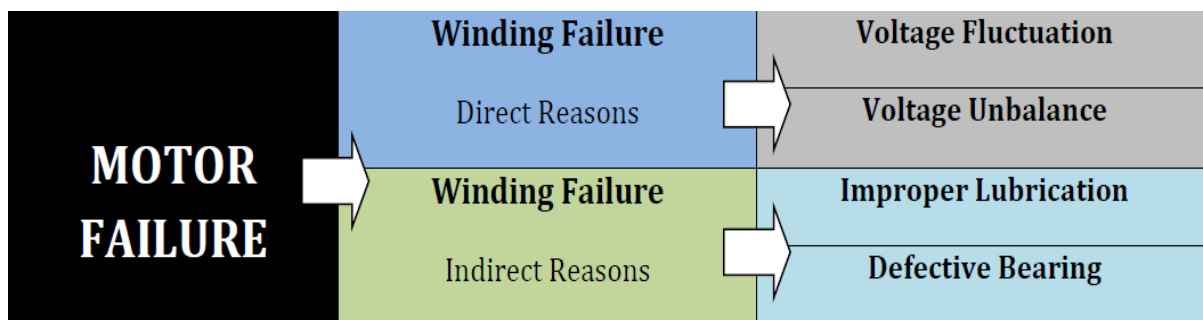 MOTOR
FAILURE
Winding Failure
Direct Reasons
Voltage Fluctuation
Voltage Unbalance
Winding Failure
Indirect Reasons
Improper Lubrication
Defective Bearing